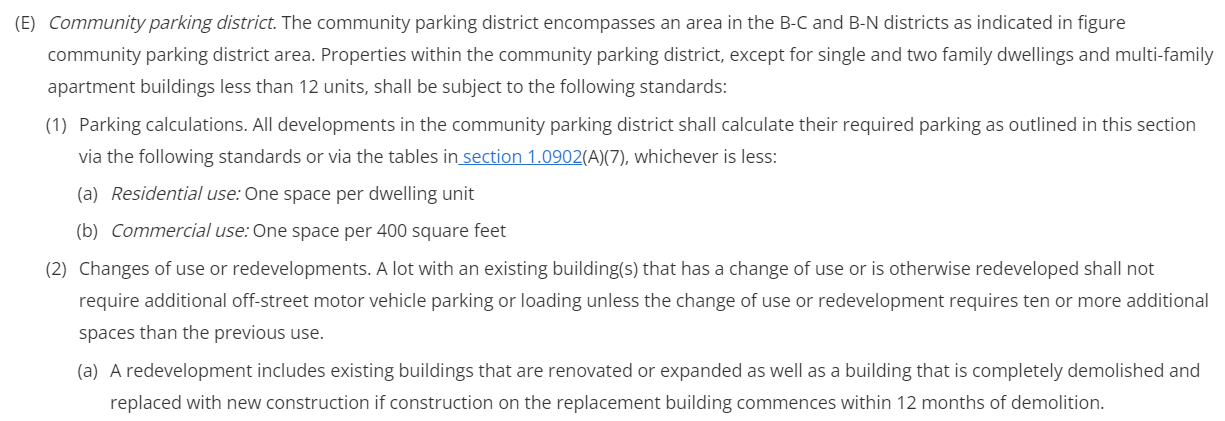 (E) Community parking district. The community parking district encompasses an area in the B-C and B-N districts as indicated in figure
community parking district area. Properties within the community parking district, except for single and two family dwellings and multi-family
apartment buildings less than 12 units, shall be subject to the following standards:
(1) Parking calculations. All developments in the community parking district shall calculate their required parking as outlined in this section
via the following standards or via the tables in section 1.0902(A)(7), whichever is less:
(a) Residential use: One space per dwelling unit
(b) Commercial use: One space per 400 square feet
(2) Changes of use or redevelopments. A lot with an existing building(s) that has a change of use or is otherwise redeveloped shall not
require additional off-street motor vehicle parking or loading unless the change of use or redevelopment requires ten or more additional
spaces than the previous use.
(a) A redevelopment includes existing buildings that are renovated or expanded as well as a building that is completely demolished and
replaced with new construction if construction on the replacement building commences within 12 months of demolition.